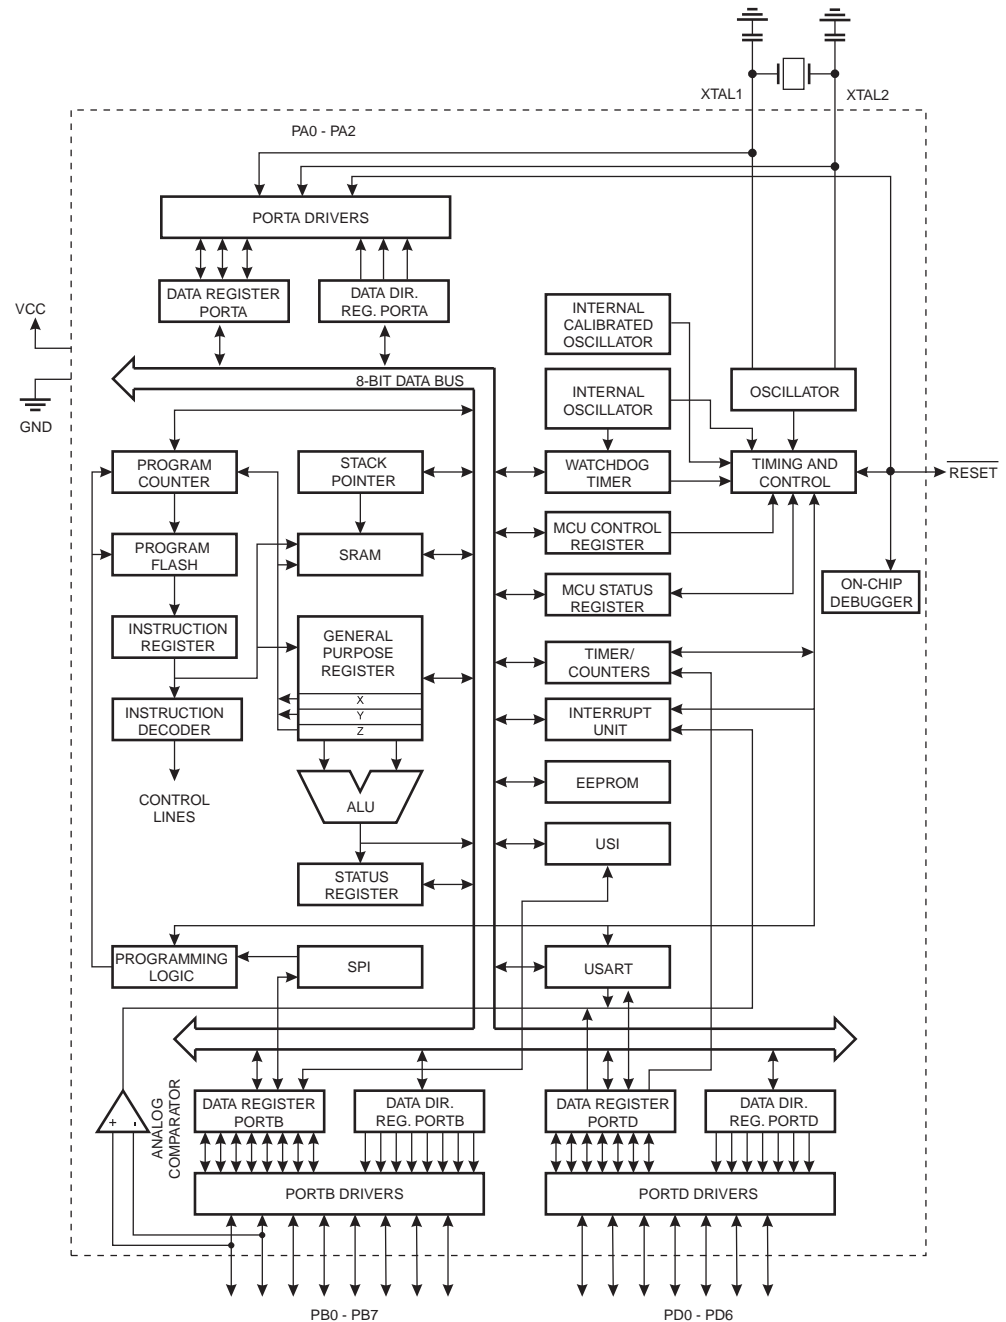 XTAL1
XTAL2
PA0 - PA2
PORTA DRIVERS
DATA REGISTER
PORTA
DATA DIR.
REG. PORTA
VCC
GND
8-BIT DATA BUS
INTERNAL
CALIBRATED
OSCILLATOR
INTERNAL
OSCILLATOR
OSCILLATOR
PROGRAM
COUNTER
STACK
POINTER
WATCHDOG
TIMER
TIMING AND
CONTROL
RESET
PROGRAM
FLASH
SRAM
MCU CONTROL
REGISTER
MCU STATUS
REGISTER
ON-CHIP
DEBUGGER
INSTRUCTION
REGISTER
GENERAL
PURPOSE
REGISTER
X
Y
Z
TIMER/
COUNTERS
INSTRUCTION
DECODER
INTERRUPT
UNIT
CONTROL
LINES
ALU
EEPROM
USI
STATUS
REGISTER
PROGRAMMING
LOGIC
SPI
USART
ANALOG
COMPARATOR
+
-
DATA REGISTER
PORTB
DATA DIR.
REG. PORTB
DATA REGISTER
PORTD
DATA DIR.
REG. PORTD
PORTB DRIVERS
PORTD DRIVERS
PB0 - PB7
PD0 - PD6